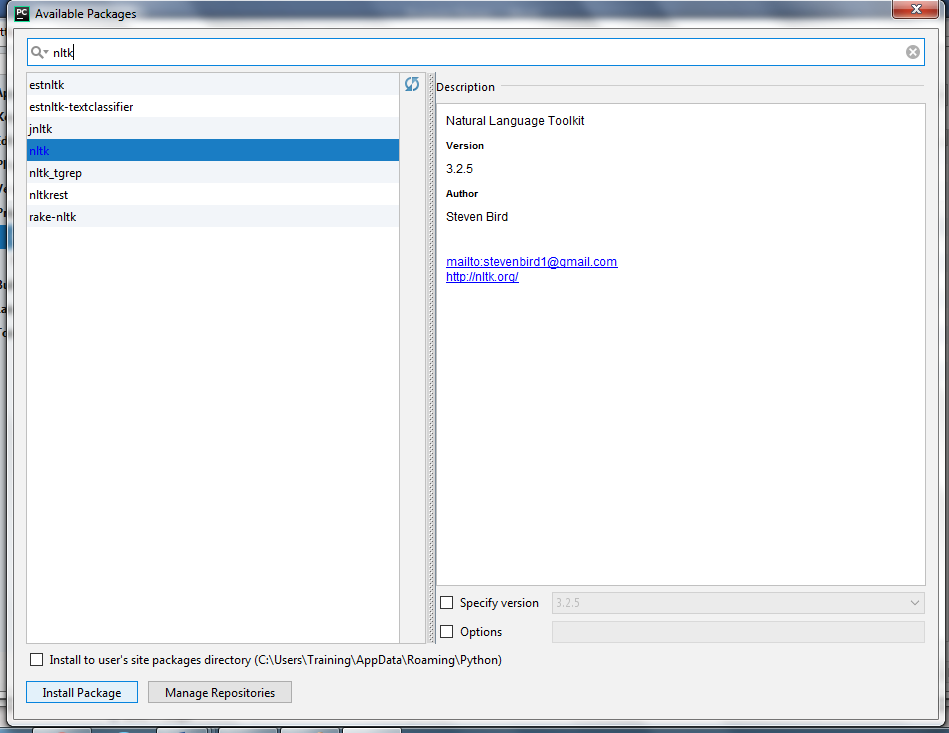 PC Available Packages
nltk
estnltk
estnltk-textclassifier
jnltk
nltk
nltk_tgrep
nltkrest
rake-nltk
Description
Natural Language Toolkit
Version
3.2.5
Author
Steven Bird
mailto:stevenbird1@gmail.com
http://nltk.org/
Specify version 3.2.5
Options
Install to user's site packages directory (C:\Users\Training\AppData\Roaming\Python)
Install Package Manage Repositories